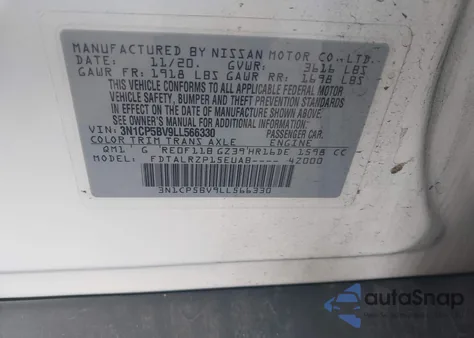 MANUFACTURED BY NISSAN MOTOR CO., LTD.
DATE 11/20. GVWR: 3616 LBS
GAWR FR: 1918 LBS GAWR RR: 1698 LBS
THIS VEHICLE CONFORMS TO ALL APPLICABLE FEDERAL MOTOR
VEHICLE SAFETY, BUMPER AND THEFT PREVENTION STANDARDS
IN EFFECT ON THE DATE OF MANUFACTURE SHOWN ABOVE.
SEE OWNER'S MANUAL FOR ADD'L INFORMATION.
VIN: 3N1CP5BV9LL566330 PASSENGER CAR.
COLOR TRIM TRANS AXLE ENGINE
QM1 G RE0F11B GZ39 HR16DE 1598 CC
MODEL: FDTALRZP15EUAB---- 42000
3N1CP5BV9LL566330
autoSnap